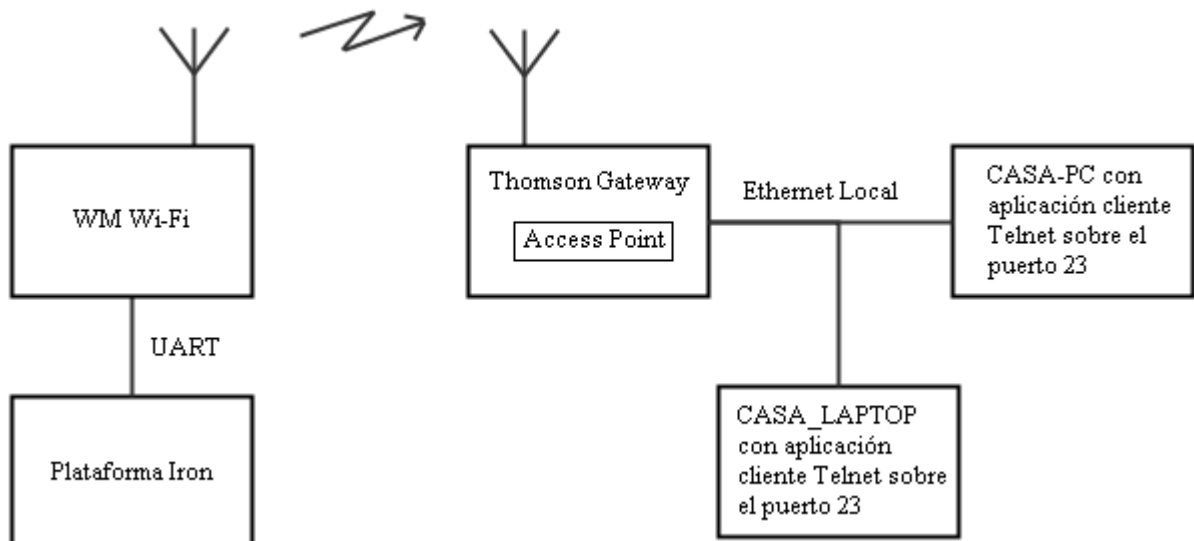 WM Wi-Fi
UART
Plataforma Iron
Thomson Gateway
Access Point
Ethernet Local
CASA-PC con
aplicación cliente
Telnet sobre el
puerto 23
CASA_LAPTOP
con aplicación
cliente Telnet sobre
el puerto 23